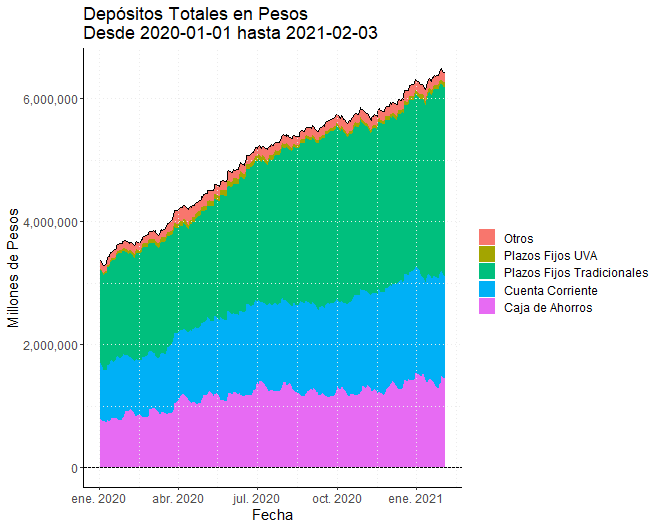 Depósitos Totales en Pesos
Desde 2020-01-01 hasta 2021-02-03
Millones de Pesos
6,000,000
4,000,000
2,000,000
0
ene. 2020
abr. 2020
jul. 2020
oct. 2020
ene. 2021
Fecha
Otros
Plazos Fijos UVA
Plazos Fijos Tradicionales
Cuenta Corriente
Caja de Ahorros